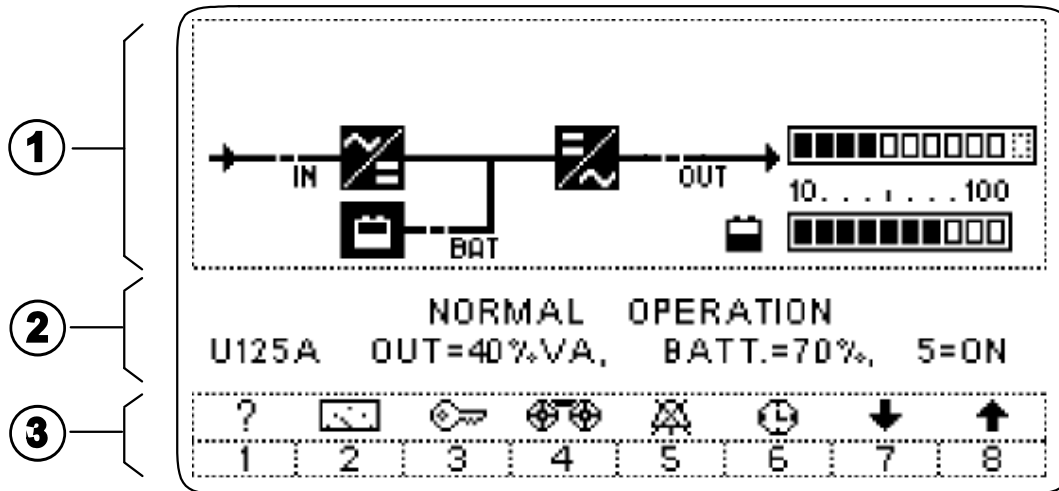 1
IN
OUT
10. . . ı . . . 100
BAT
2
NORMAL OPERATION
U125A OUT=40%VA, BATT.=70%, 5=ON
3
?
1 2 3 4 5 6 7 8